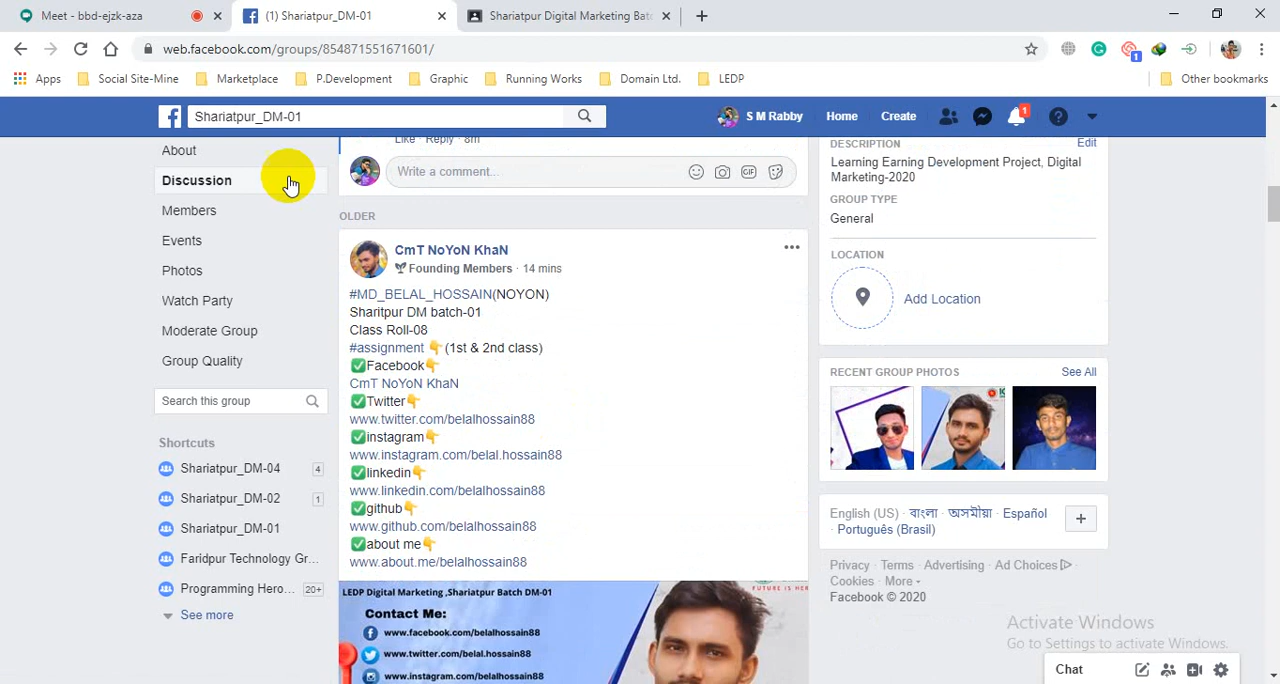 Meet - bbd-ejzk-aza
(1) Shariatpur_DM-01
Shariatpur Digital Marketing Batc
web.facebook.com/groups/854871551671601/
1
Apps
Social Site-Mine
Marketplace
P.Development
Graphic
Running Works
Domain Ltd.
LEDP
Other bookmarks
Shariatpur_DM-01
S M Rabby
Home
Create
1
About
Discussion
Members
Events
Photos
Watch Party
Moderate Group
Group Quality
Search this group
Shortcuts
Shariatpur_DM-04 4
Shariatpur_DM-02 1
Shariatpur_DM-01
Faridpur Technology Gr...
Programming Hero... 20+
See more
Like · Reply · 8m
Write a comment...
GIF
OLDER
CmT NoYoN KhaN
Founding Members · 14 mins
#MD_BELAL_HOSSAIN(NOYON)
Sharitpur DM batch-01
Class Roll-08
#assignment 👇(1st & 2nd class)
✅Facebook👇
CmT NoYoN KhaN
✅Twitter👇
www.twitter.com/belalhossain88
✅instagram👇
www.instagram.com/belal.hossain88
✅linkedin👇
www.linkedin.com/belalhossain88
✅github👇
www.github.com/belalhossain88
✅about me👇
www.about.me/belalhossain88
FUTURE IS HER
LEDP Digital Marketing ,Shariatpur Batch DM-01
Contact Me:
www.facebook.com/belalhossain88
www.twitter.com/belalhossain88
www.instagram.com/belalhossain88
DESCRIPTION Edit
Learning Earning Development Project, Digital
Marketing-2020
GROUP TYPE
General
LOCATION
Add Location
RECENT GROUP PHOTOS See All
English (US) · বাংলা · অসমীয়া · Español
· Português (Brasil)
Privacy · Terms · Advertising · Ad Choices ·
Cookies · More
Facebook © 2020
Activate Windows
Go to Settings to activate Windows.
Chat